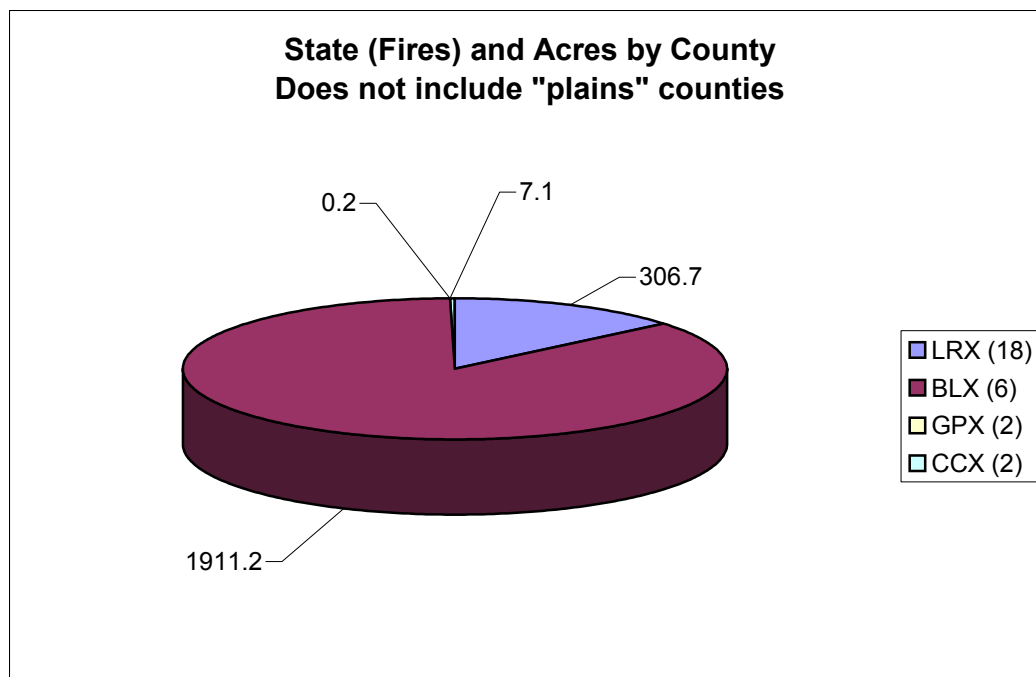 State (Fires) and Acres by County
Does not include "plains" counties
0.2
7.1
306.7
1911.2
LRX (18)
BLX (6)
GPX (2)
CCX (2)